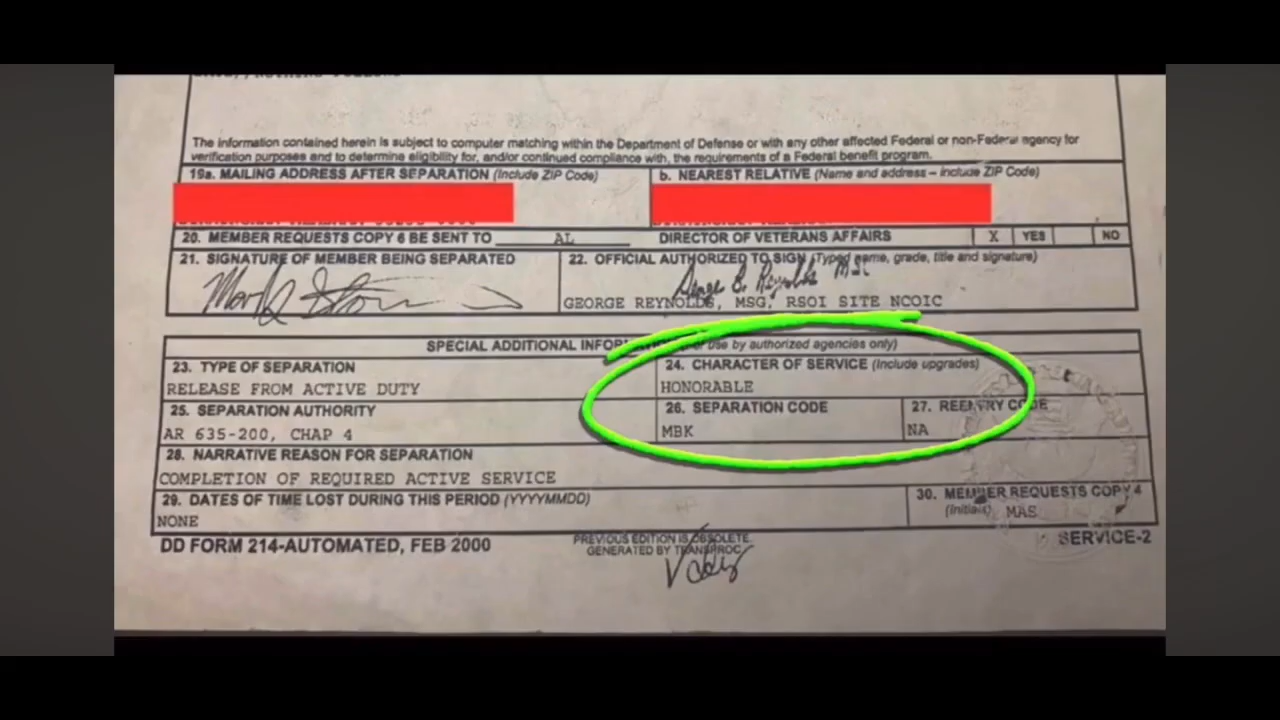 The information contained herein is subject to computer matching within the Department of Defense or with any other affected Federal or non-Federal agency for
verification purposes and to determine eligibility for, and/or continued compliance with, the requirements of a Federal benefit program.
19a. MAILING ADDRESS AFTER SEPARATION (Include ZIP Code)
b. NEAREST RELATIVE (Name and address – include ZIP Code)
20. MEMBER REQUESTS COPY 6 BE SENT TO AL DIRECTOR OF VETERANS AFFAIRS X YES NO
21. SIGNATURE OF MEMBER BEING SEPARATED
22. OFFICIAL AUTHORIZED TO SIGN (Typed name, grade, title and signature)
George E. Reynolds MSG
GEORGE REYNOLDS, MSG, RSOI SITE NCOIC
SPECIAL ADDITIONAL INFORMATION (For use by authorized agencies only)
23. TYPE OF SEPARATION
RELEASE FROM ACTIVE DUTY
24. CHARACTER OF SERVICE (Include upgrades)
HONORABLE
25. SEPARATION AUTHORITY
AR 635-200, CHAP 4
26. SEPARATION CODE
MBK
27. REENTRY CODE
NA
28. NARRATIVE REASON FOR SEPARATION
COMPLETION OF REQUIRED ACTIVE SERVICE
29. DATES OF TIME LOST DURING THIS PERIOD (YYYYMMDD)
NONE
30. MEMBER REQUESTS COPY 4
(Initials) MAS
DD FORM 214-AUTOMATED, FEB 2000
PREVIOUS EDITION IS OBSOLETE.
GENERATED BY TRANSPROC
SERVICE-2